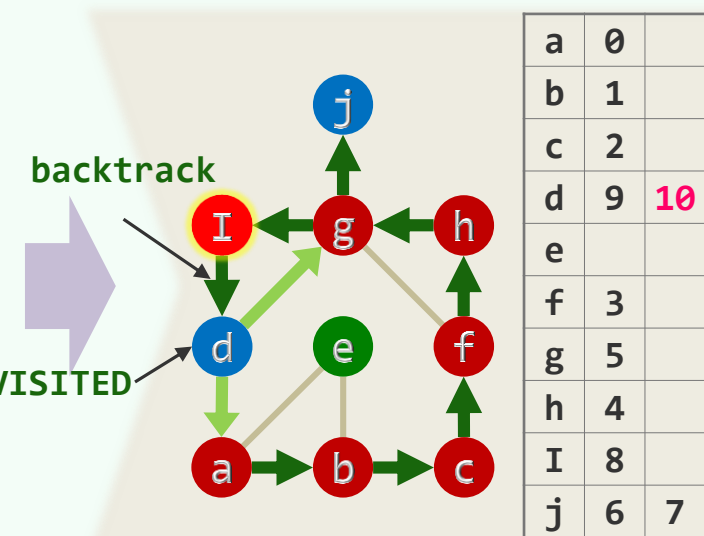 j
backtrack
I
g
h
d
e
f
VISITED
a
b
c
a 0
b 1
c 2
d 9 10
e
f 3
g 5
h 4
I 8
j 6 7